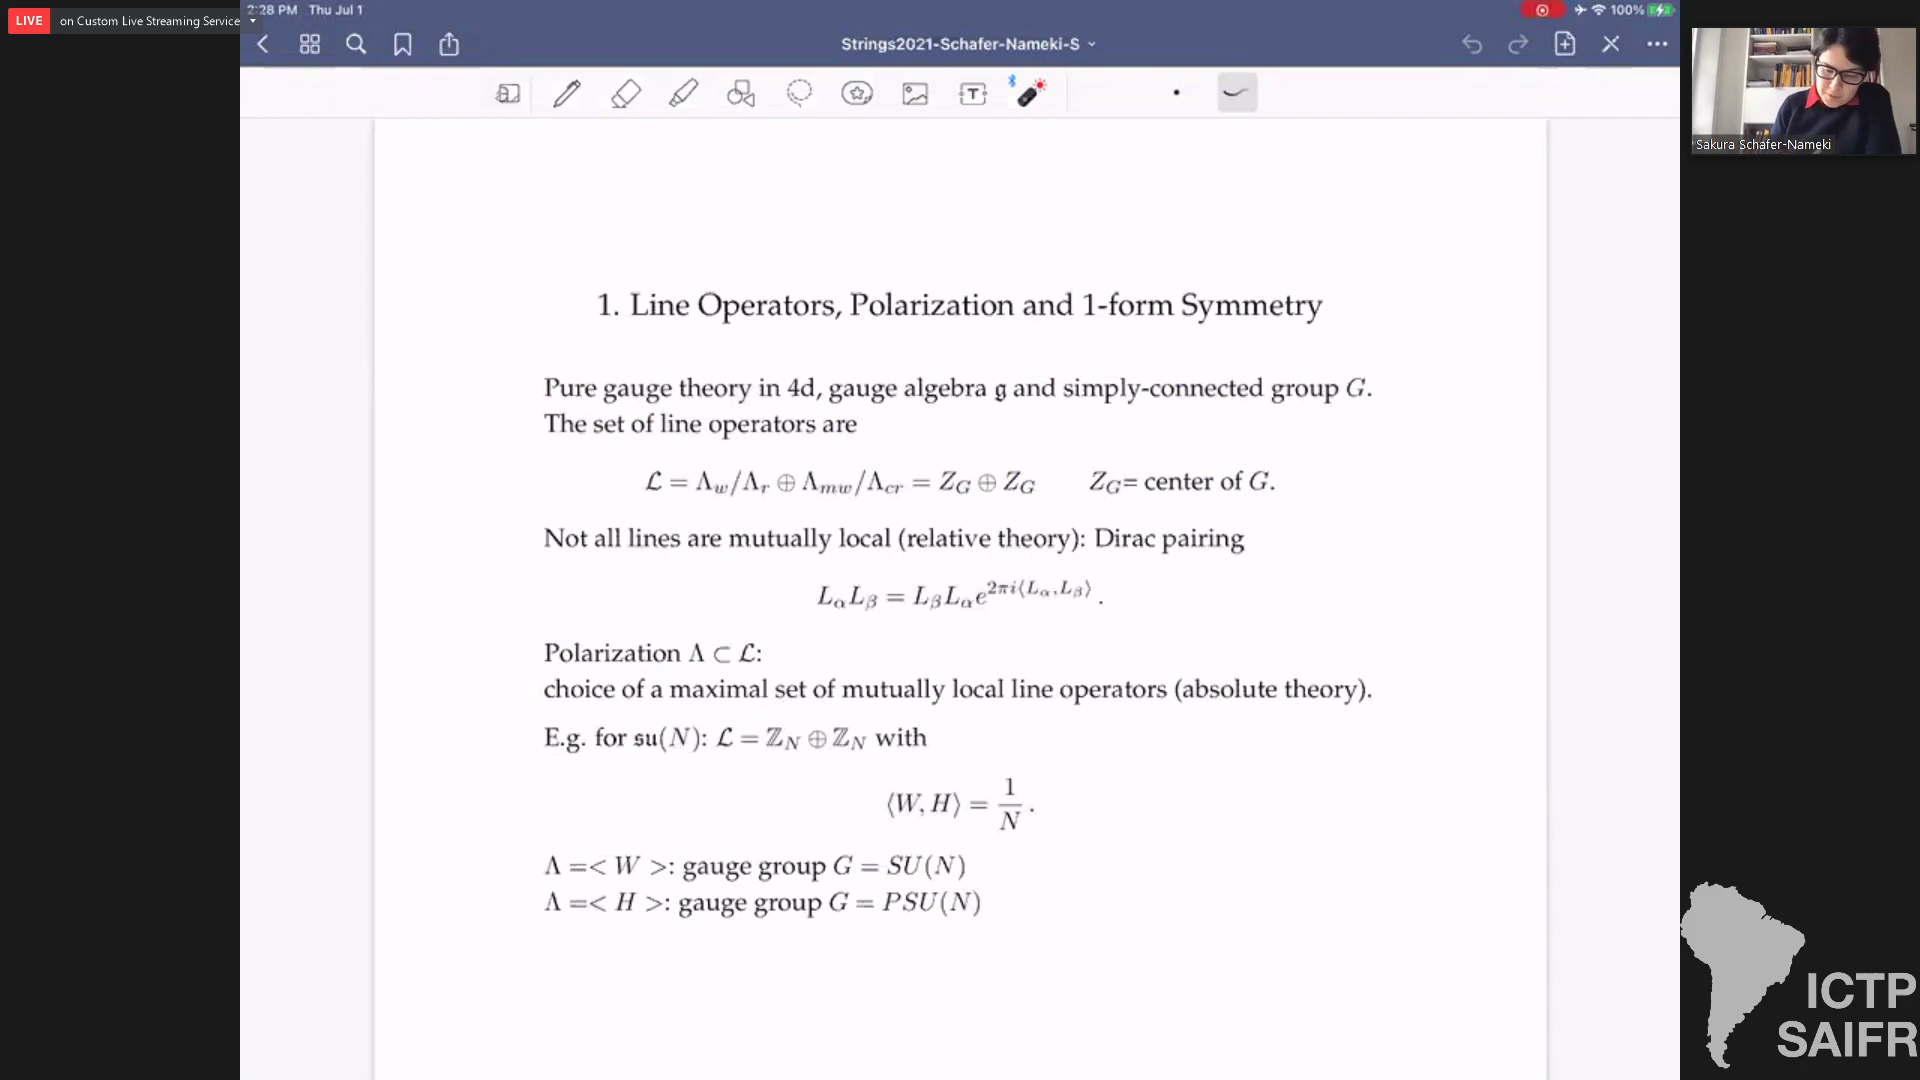 LIVE on Custom Live Streaming Service
2:28 PM Thu Jul 1
100%
Strings2021-Schafer-Nameki-S
Sakura Schafer-Nameki
1. Line Operators, Polarization and 1-form Symmetry
Pure gauge theory in 4d, gauge algebra 𝔤 and simply-connected group G.
The set of line operators are
ℒ = Λ_w/Λ_r ⊕ Λ_{mw}/Λ_{cr} = Z_G ⊕ Z_G Z_G= center of G.
Not all lines are mutually local (relative theory): Dirac pairing
L_α L_β = L_β L_α e^{2πi⟨L_α,L_β⟩} .
Polarization Λ ⊂ ℒ:
choice of a maximal set of mutually local line operators (absolute theory).
E.g. for 𝔰𝔲(N): ℒ = ℤ_N ⊕ ℤ_N with
⟨W, H⟩ = 1/N .
Λ =< W >: gauge group G = SU(N)
Λ =< H >: gauge group G = PSU(N)
ICTP
SAIFR